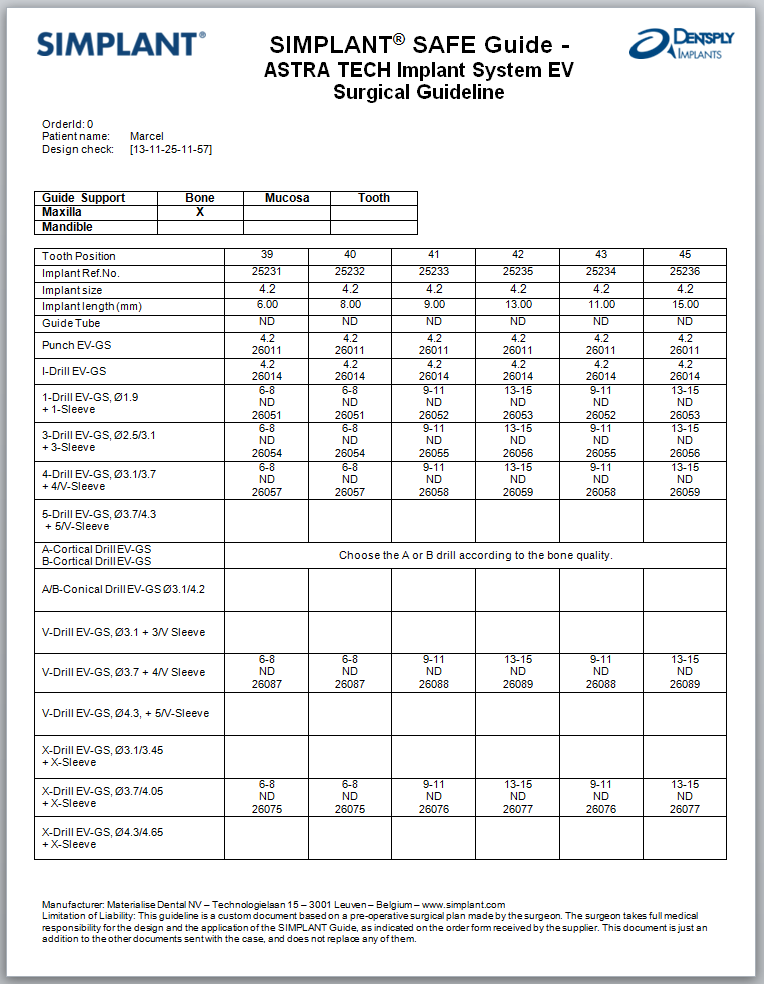 SIMPLANT®
SIMPLANT® SAFE Guide -
ASTRA TECH Implant System EV
Surgical Guideline
DENTSPLY
IMPLANTS
OrderId: 0
Patient name: Marcel
Design check: [13-11-25-11-57]
Guide Support Bone Mucosa Tooth
Maxilla X
Mandible
Tooth Position 39 40 41 42 43 45
Implant Ref.No. 25231 25232 25233 25235 25234 25236
Implant size 4.2 4.2 4.2 4.2 4.2 4.2
Implant length (mm) 6.00 8.00 9.00 13.00 11.00 15.00
Guide Tube ND ND ND ND ND ND
Punch EV-GS 4.2 4.2 4.2 4.2 4.2 4.2
26011 26011 26011 26011 26011 26011
I-Drill EV-GS 4.2 4.2 4.2 4.2 4.2 4.2
26014 26014 26014 26014 26014 26014
1-Drill EV-GS, Ø1.9 6-8 6-8 9-11 13-15 9-11 13-15
+ 1-Sleeve ND ND ND ND ND ND
26051 26051 26052 26053 26052 26053
3-Drill EV-GS, Ø2.5/3.1 6-8 6-8 9-11 13-15 9-11 13-15
+ 3-Sleeve ND ND ND ND ND ND
26054 26054 26055 26056 26055 26056
4-Drill EV-GS, Ø3.1/3.7 6-8 6-8 9-11 13-15 9-11 13-15
+ 4/V-Sleeve ND ND ND ND ND ND
26057 26057 26058 26059 26058 26059
5-Drill EV-GS, Ø3.7/4.3
+ 5/V-Sleeve
A-Cortical Drill EV-GS
B-Cortical Drill EV-GS
Choose the A or B drill according to the bone quality.
A/B-Conical Drill EV-GS Ø3.1/4.2
V-Drill EV-GS, Ø3.1 + 3/V Sleeve
V-Drill EV-GS, Ø3.7 + 4/V Sleeve 6-8 6-8 9-11 13-15 9-11 13-15
ND ND ND ND ND ND
26087 26087 26088 26089 26088 26089
V-Drill EV-GS, Ø4.3, + 5/V-Sleeve
X-Drill EV-GS, Ø3.1/3.45
+ X-Sleeve
X-Drill EV-GS, Ø3.7/4.05 6-8 6-8 9-11 13-15 9-11 13-15
+ X-Sleeve ND ND ND ND ND ND
26075 26075 26076 26077 26076 26077
X-Drill EV-GS, Ø4.3/4.65
+ X-Sleeve
Manufacturer: Materialise Dental NV – Technologielaan 15 – 3001 Leuven – Belgium – www.simplant.com
Limitation of Liability: This guideline is a custom document based on a pre-operative surgical plan made by the surgeon. The surgeon takes full medical
responsibility for the design and the application of the SIMPLANT Guide, as indicated on the order form received by the supplier. This document is just an
addition to the other documents sent with the case, and does not replace any of them.